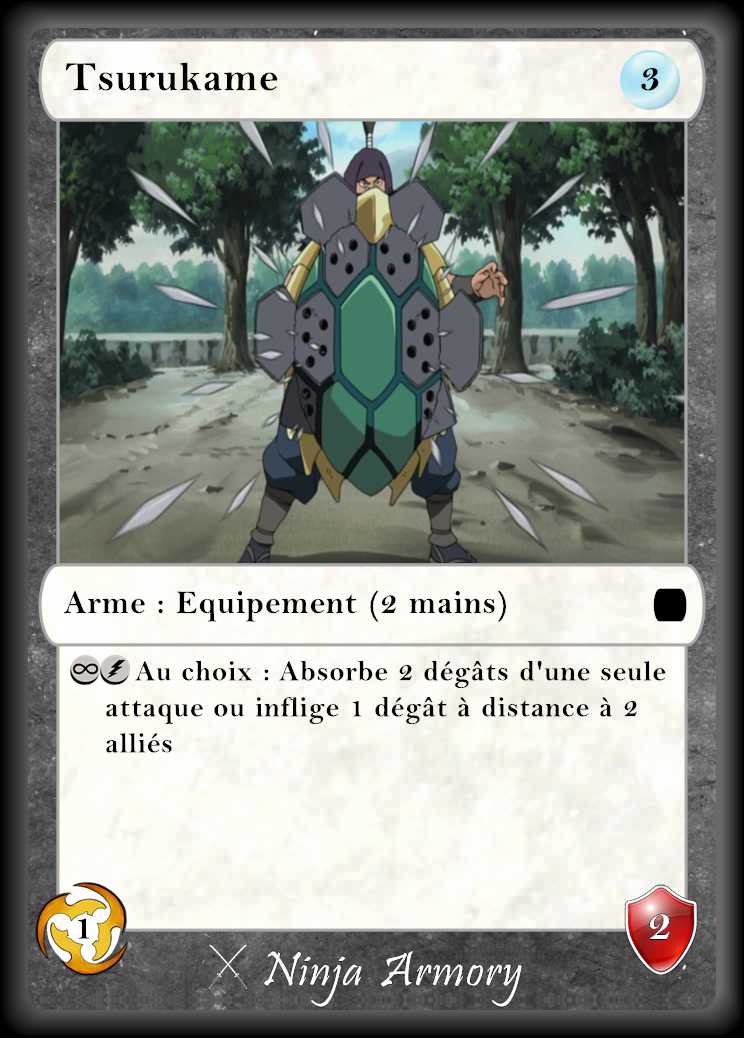 Tsurukame
3
Arme : Equipement (2 mains)
∞ Au choix : Absorbe 2 dégâts d'une seule
attaque ou inflige 1 dégât à distance à 2
alliés
1
2
Ninja Armory